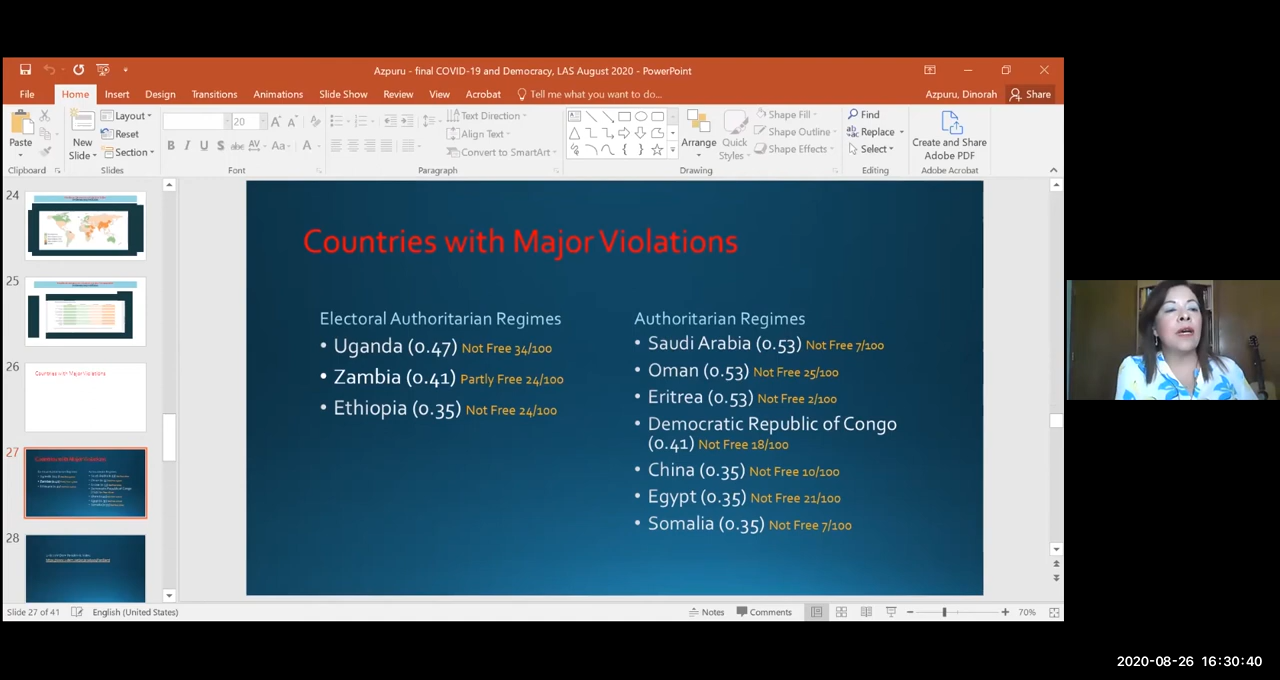 Azpuru - final COVID-19 and Democracy, LAS August 2020 - PowerPoint
File Home Insert Design Transitions Animations Slide Show Review View Acrobat Tell me what you want to do... Azpuru, Dinorah Share
Paste
New Slide
Layout
Reset
Section
20
Text Direction
Align Text
Convert to SmartArt
Arrange
Quick Styles
Shape Fill
Shape Outline
Shape Effects
Find
Replace
Select
Create and Share Adobe PDF
Clipboard Slides Font Paragraph Drawing Editing Adobe Acrobat
24
25
26
Countries with Major Violations
27
28
Countries with Major Violations
Electoral Authoritarian Regimes
• Uganda (0.47) Not Free 34/100
• Zambia (0.41) Partly Free 24/100
• Ethiopia (0.35) Not Free 24/100
Authoritarian Regimes
• Saudi Arabia (0.53) Not Free 7/100
• Oman (0.53) Not Free 25/100
• Eritrea (0.53) Not Free 2/100
• Democratic Republic of Congo
(0.41) Not Free 18/100
• China (0.35) Not Free 10/100
• Egypt (0.35) Not Free 21/100
• Somalia (0.35) Not Free 7/100
Slide 27 of 41 English (United States) Notes Comments 70%
2020-08-26 16:30:40